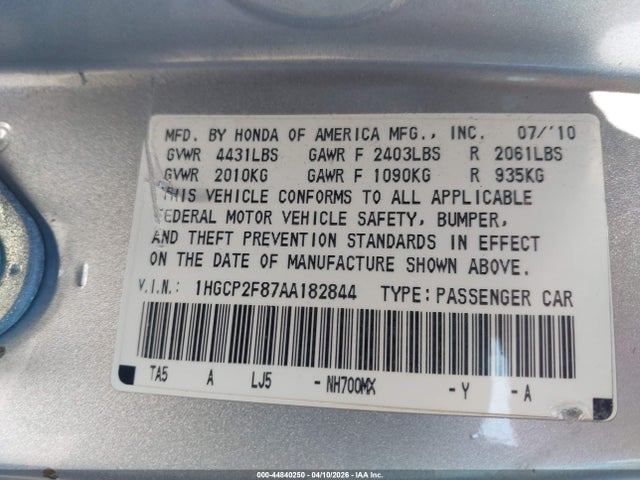 MFD. BY HONDA OF AMERICA MFG., INC. 07/'10
GVWR 4431LBS GAWR F 2403LBS R 2061LBS
GVWR 2010KG GAWR F 1090KG R 935KG
THIS VEHICLE CONFORMS TO ALL APPLICABLE
FEDERAL MOTOR VEHICLE SAFETY, BUMPER,
AND THEFT PREVENTION STANDARDS IN EFFECT
ON THE DATE OF MANUFACTURE SHOWN ABOVE.
V.I.N.: 1HGCP2F87AA182844 TYPE: PASSENGER CAR
TA5 A LJ5 - NH700MX - Y - A
000-44840250 04/10/2026 - IAA Inc.